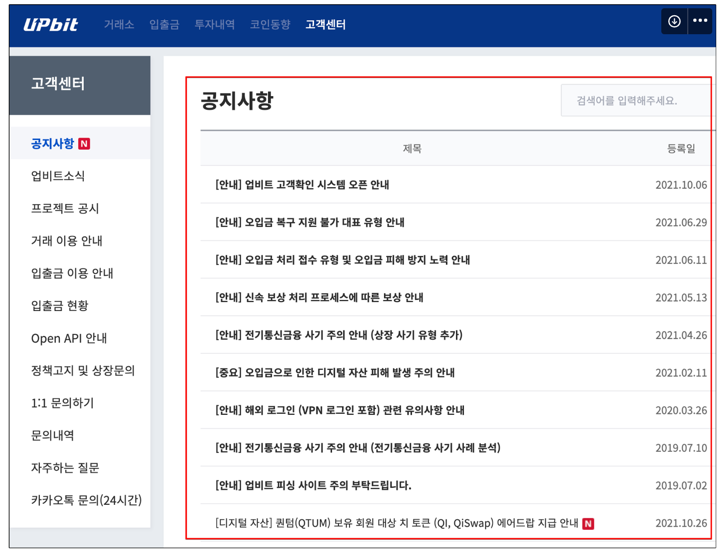 UPbit 거래소 입출금 투자내역 코인동향 고객센터
고객센터
공지사항 N
업비트소식
프로젝트 공시
거래 이용 안내
입출금 이용 안내
입출금 현황
Open API 안내
정책고지 및 상장문의
1:1 문의하기
문의내역
자주하는 질문
카카오톡 문의(24시간)
공지사항
검색어를 입력해주세요.
제목 등록일
[안내] 업비트 고객확인 시스템 오픈 안내 2021.10.06
[안내] 오입금 복구 지원 불가 대표 유형 안내 2021.06.29
[안내] 오입금 처리 접수 유형 및 오입금 피해 방지 노력 안내 2021.06.11
[안내] 신속 보상 처리 프로세스에 따른 보상 안내 2021.05.13
[안내] 전기통신금융 사기 주의 안내 (상장 사기 유형 추가) 2021.04.26
[중요] 오입금으로 인한 디지털 자산 피해 발생 주의 안내 2021.02.11
[안내] 해외 로그인 (VPN 로그인 포함) 관련 유의사항 안내 2020.03.26
[안내] 전기통신금융 사기 주의 안내 (전기통신금융 사기 사례 분석) 2019.07.10
[안내] 업비트 피싱 사이트 주의 부탁드립니다. 2019.07.02
[디지털 자산] 퀀텀(QTUM) 보유 회원 대상 치 토큰 (QI, QiSwap) 에어드랍 지급 안내 N 2021.10.26